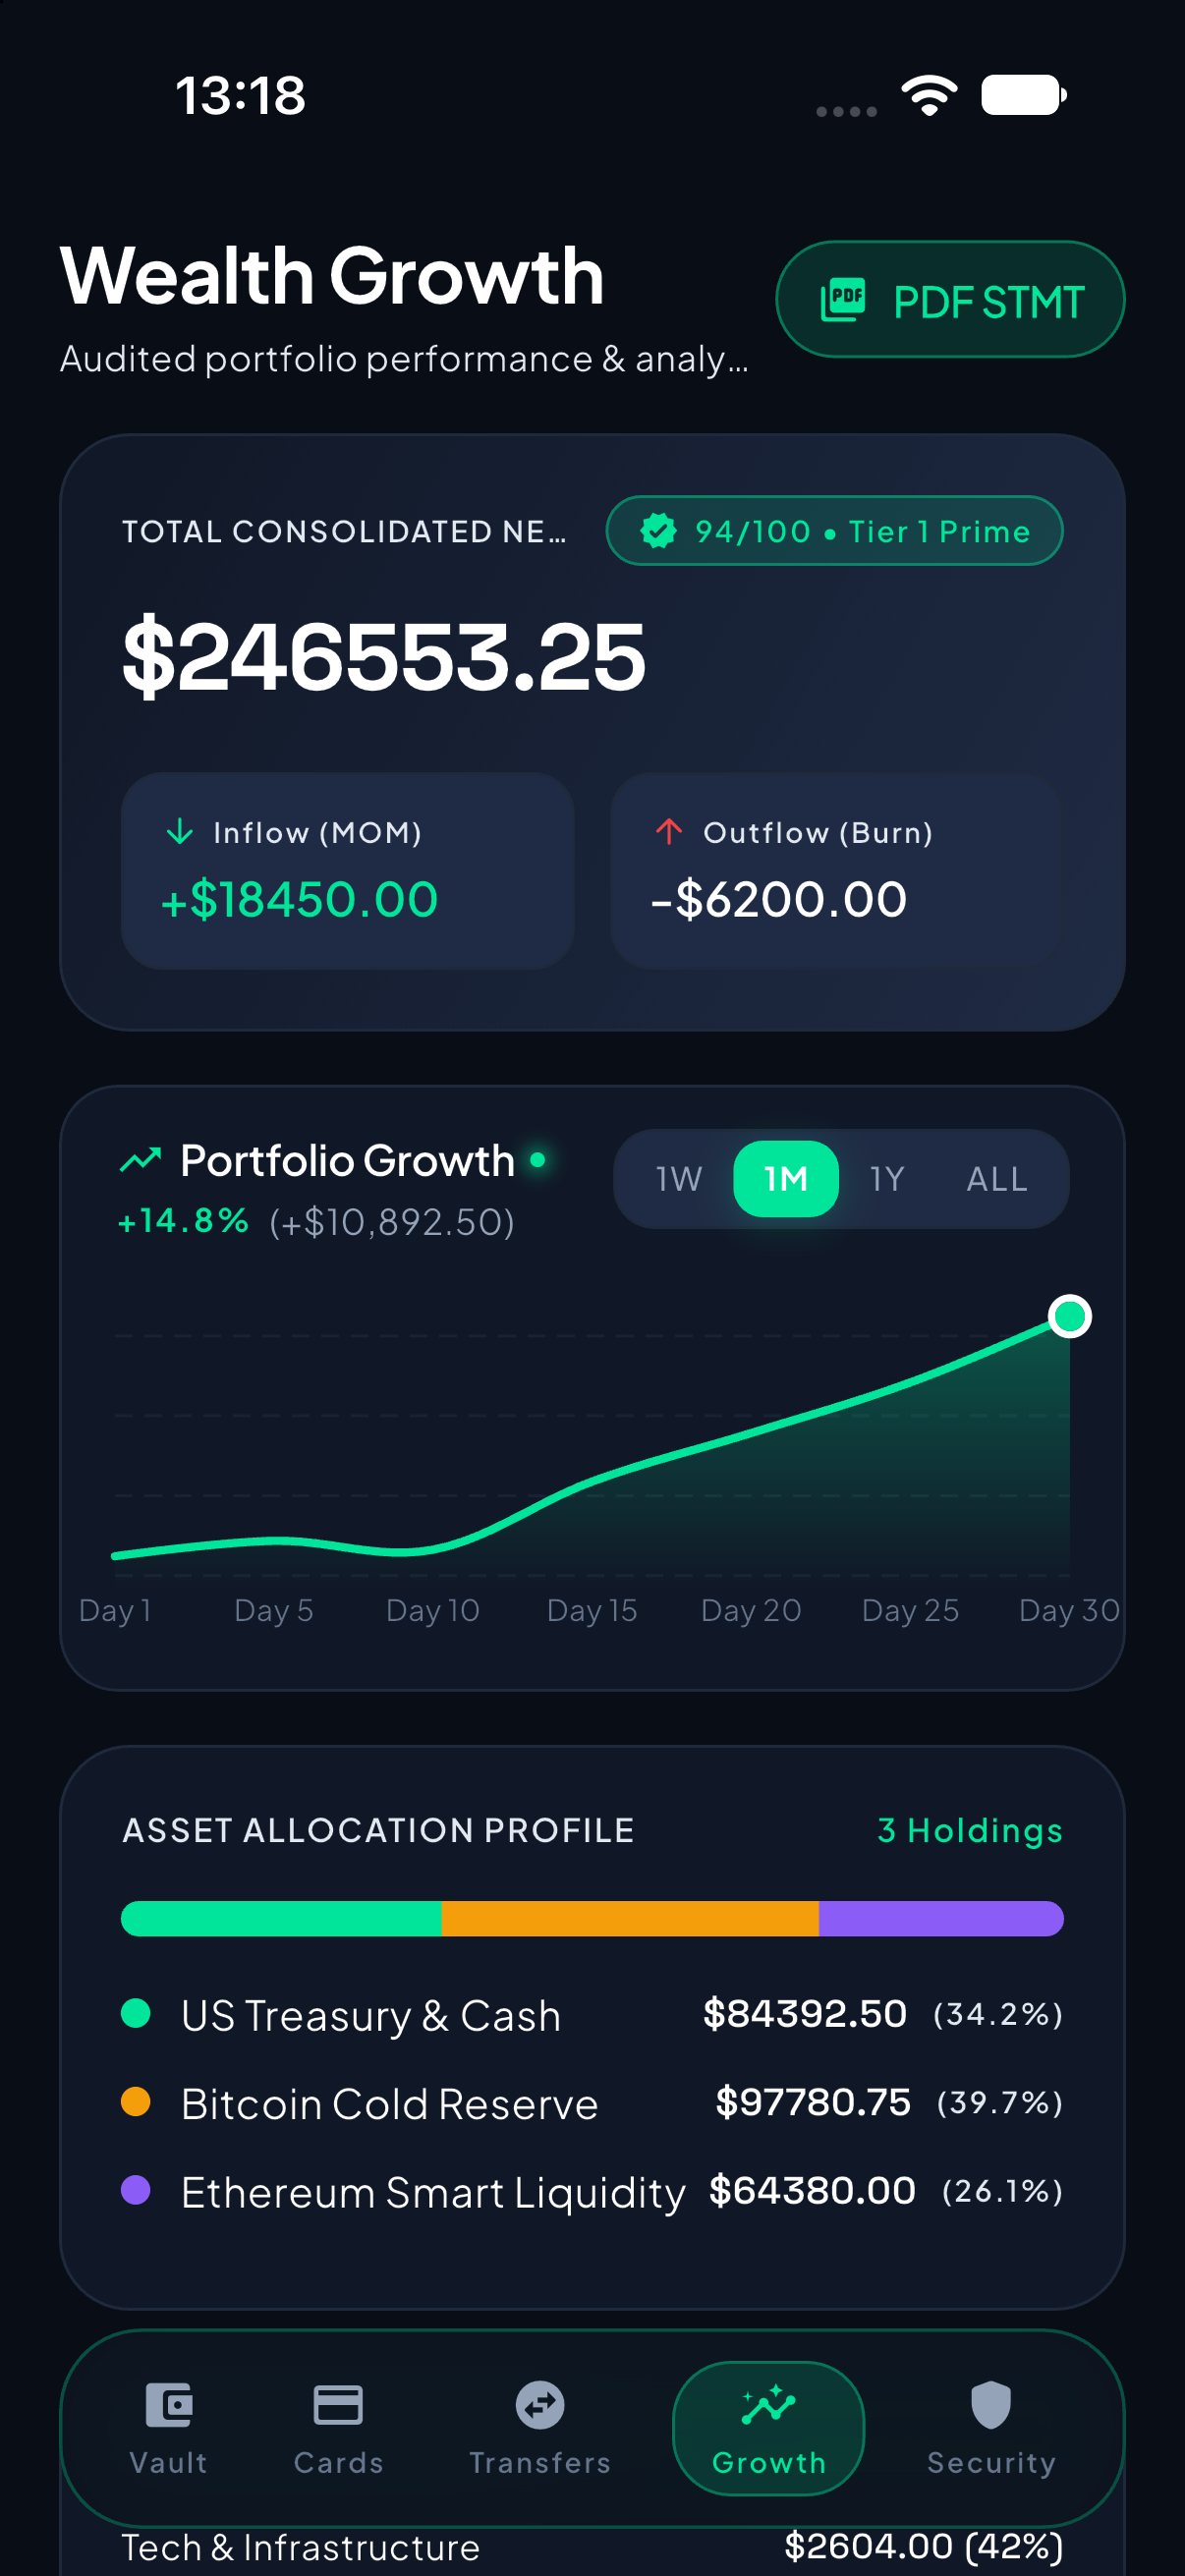 13:18
Wealth Growth
PDF PDF STMT
Audited portfolio performance & analy...
TOTAL CONSOLIDATED NE...
94/100 • Tier 1 Prime
$246553.25
Inflow (MOM)
+$18450.00
Outflow (Burn)
-$6200.00
Portfolio Growth
+14.8% (+$10,892.50)
1W 1M 1Y ALL
Day 1 Day 5 Day 10 Day 15 Day 20 Day 25 Day 30
ASSET ALLOCATION PROFILE 3 Holdings
US Treasury & Cash $84392.50 (34.2%)
Bitcoin Cold Reserve $97780.75 (39.7%)
Ethereum Smart Liquidity $64380.00 (26.1%)
Vault Cards Transfers Growth Security
Tech & Infrastructure $2604.00 (42%)